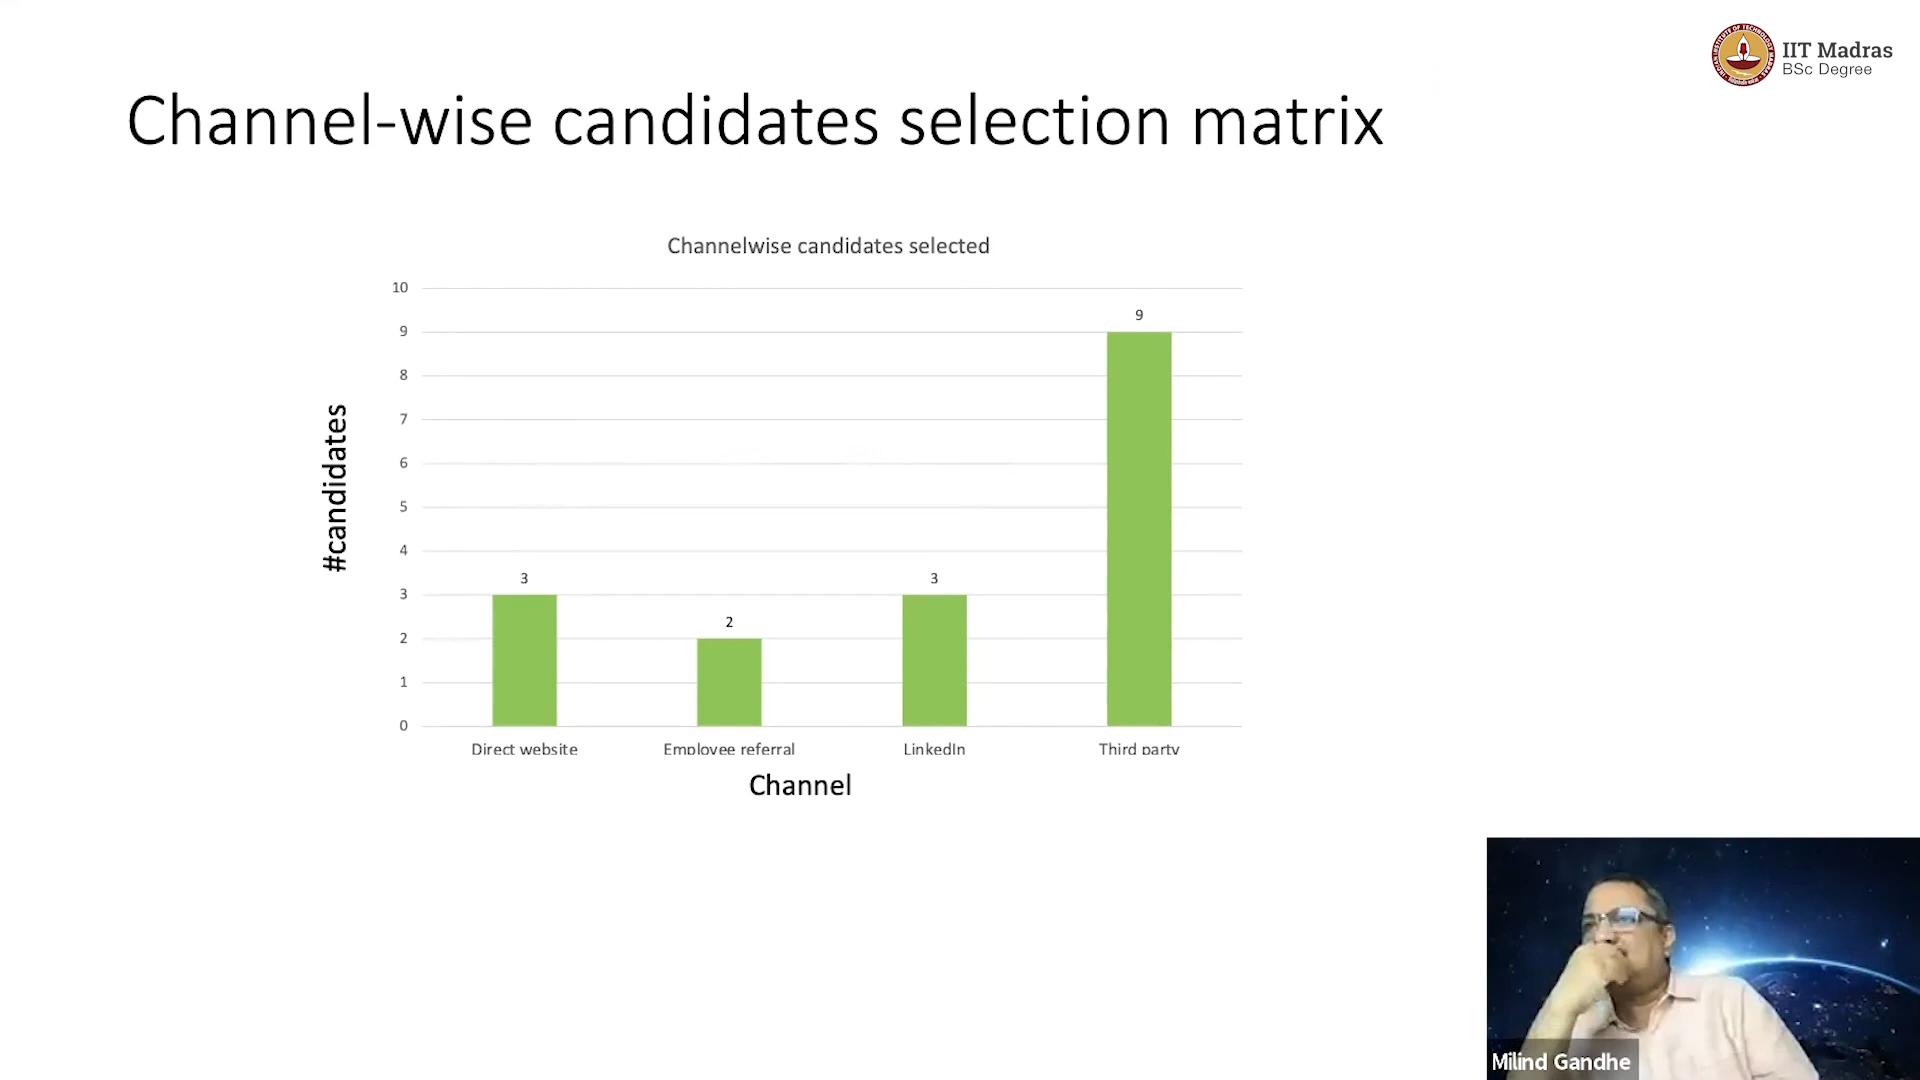 IIT Madras
BSc Degree
Channel-wise candidates selection matrix
Channelwise candidates selected
10
9
8
7
6
5
4
3
2
1
0
#candidates
3
2
3
9
Direct website
Employee referral
LinkedIn
Third party
Channel
Milind Gandhe